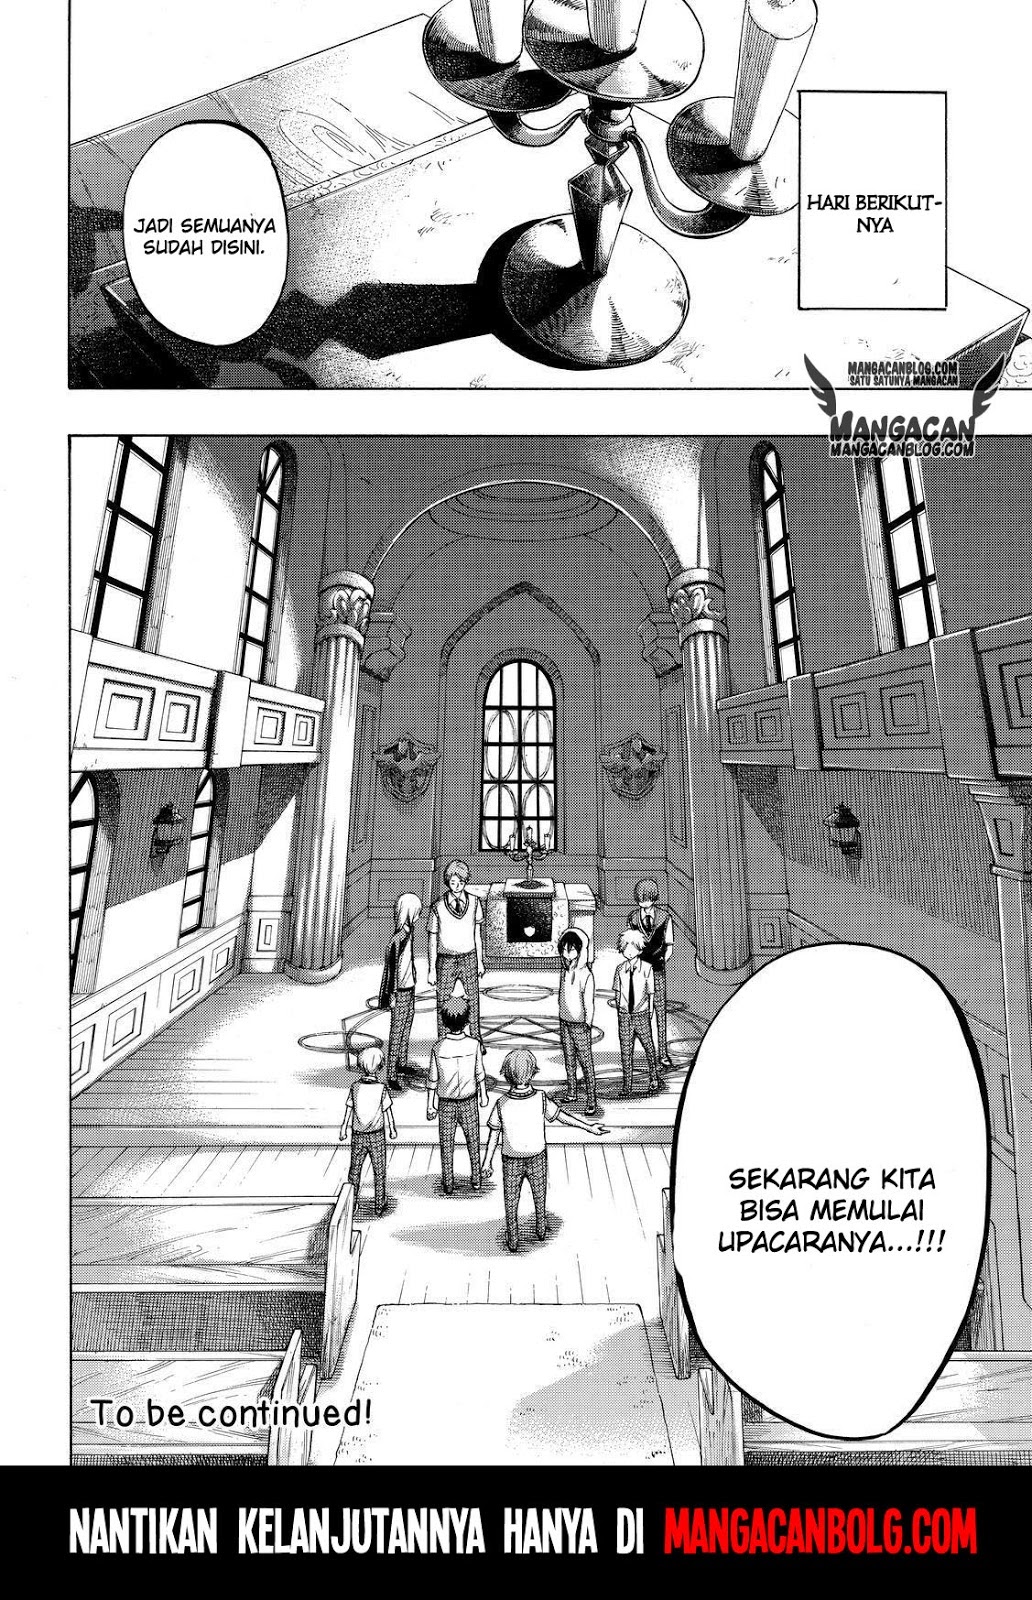 HARI BERIKUT-
NYA
JADI SEMUANYA
SUDAH DISINI.
MANGACANBLOG.COM
"SATU SATUNYA MANGACAN"
MANGACAN
MANGACANBLOG.COM
SEKARANG KITA
BISA MEMULAI
UPACARANYA...!!!
To be continued!
NANTIKAN KELANJUTANNYA HANYA DI MANGACANBOLG.COM